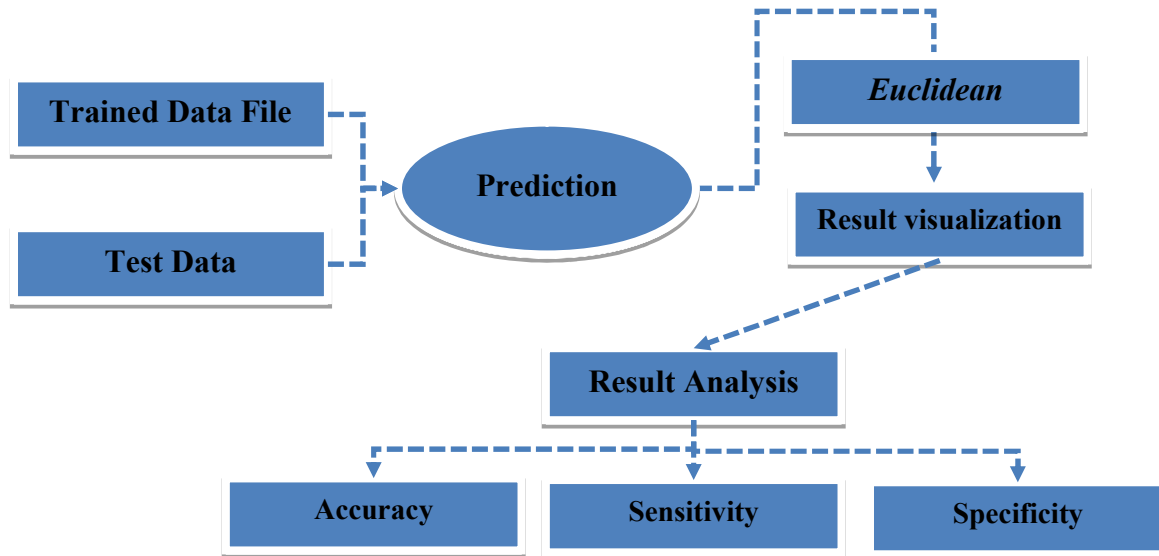 Trained Data File
Test Data
Prediction
Euclidean
Result visualization
Result Analysis
Accuracy
Sensitivity
Specificity